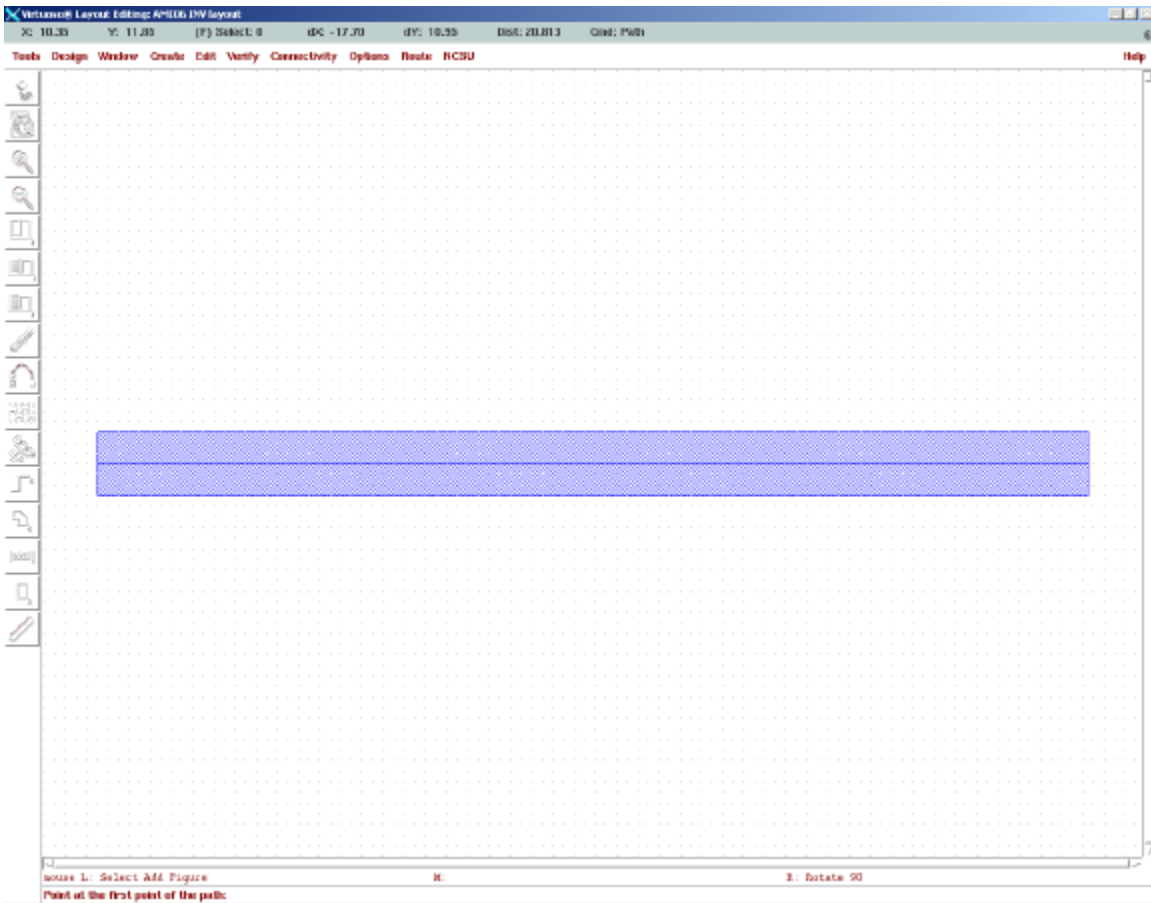 Virtuoso® Layout Editing: AMI06 INV layout
X: 10.35 Y: 11.85 (F) Select: 0 dX: -17.70 dY: 10.95 Dist: 20.813 Cmd: Path
Tools Design Window Create Edit Verify Connectivity Options Route NCSU Help
mouse L: Select Add Figure M: R: Rotate 90
Point at the first point of the path: